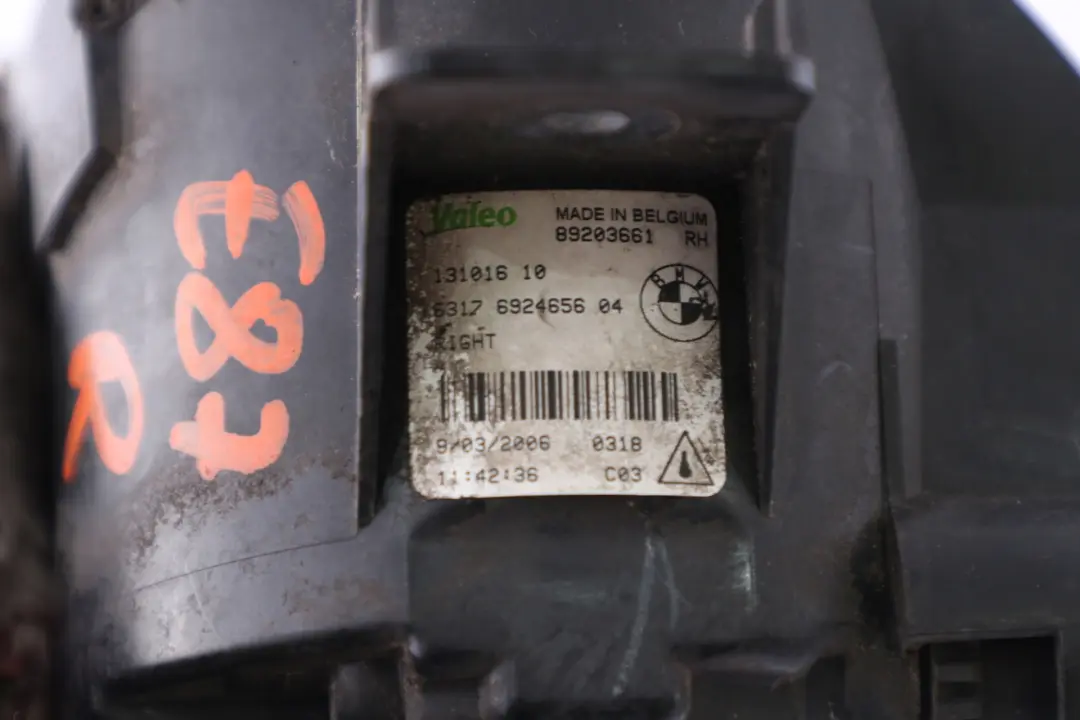 Valeo
MADE IN BELGIUM
89203661 RH
131016 10
6317 6924656 04
BMW
RIGHT
9/03/2006 0318
11:42:36 C03
E87
R